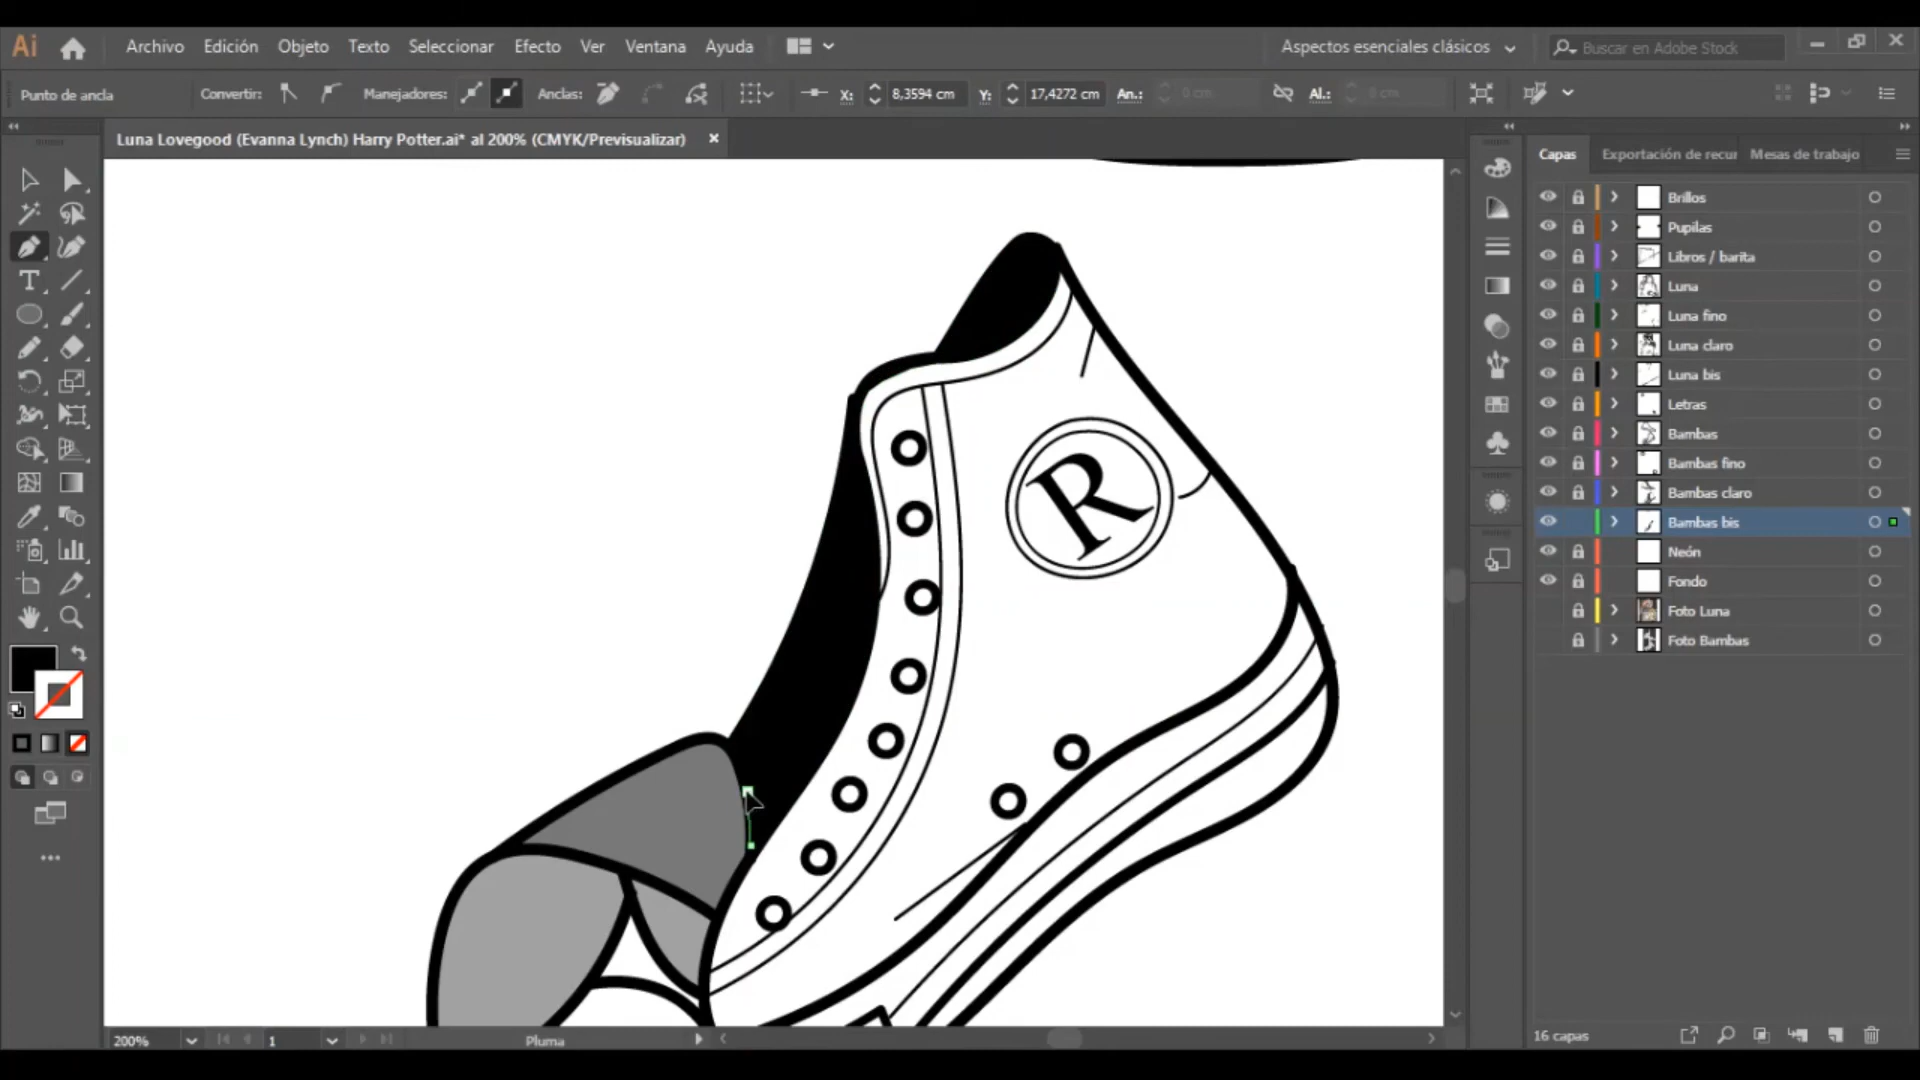 Ai Archivo Edición Objeto Texto Seleccionar Efecto Ver Ventana Ayuda Aspectos esenciales clásicos Buscar en Adobe Stock
Punto de ancla Convertir: Manejadores: Anclas: X: 8,3594 cm Y: 17,4272 cm An.: 0 cm Al.: 0 cm
Luna Lovegood (Evanna Lynch) Harry Potter.ai* al 200% (CMYK/Previsualizar)
Capas Exportación de recur Mesas de trabajo
Brillos
Pupilas
Libros / barita
Luna
Luna fino
Luna claro
Luna bis
Letras
Bambas
Bambas fino
Bambas claro
Bambas bis
Neón
Fondo
Foto Luna
Foto Bambas
R
200% 1 Pluma
16 capas